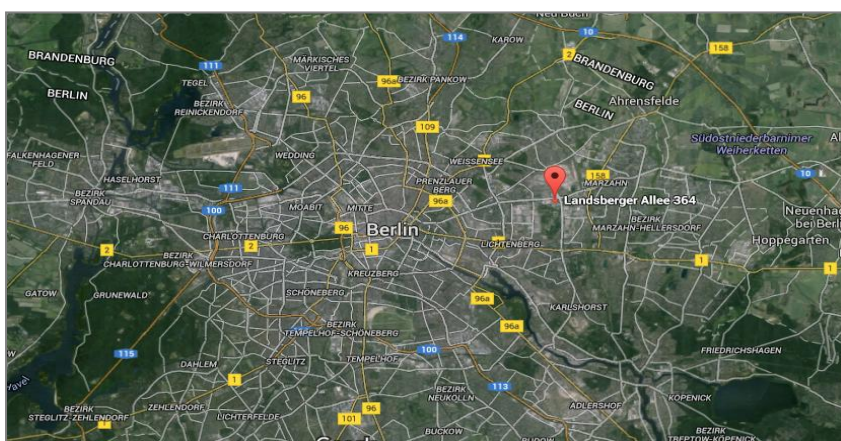 Neu Buch
114
10
KAROW
BRANDENBURG
111
MÄRKISCHES
VIERTEL
2
158
BRANDENBURG
96a
BEZIRK PANKOW
TEGEL
BERLIN
BEZIRK
REINICKENDORF
96
BERLIN
Ahrensfelde
109
Südostniederbarnimer
Weiherketten
FALKENHAGENER
FELD
WEDDING
WEISSENSEE
HASELHORST
111
PRENZLAUER
BERG
158
MARZAHN
10
BEZIRK
SPANDAU
100
MOABIT
MITTE
96a
Landsberger Allee 364
96
Berlin
BEZIRK
MARZAHN-HELLERSDORF
Neuenha
bei Berl
CHARLOTTENBURG
2
2
1
LICHTENBERG
Hoppegarten
BEZIRK
CHARLOTTENBURG-WILMERSDORF
1
1
KREUZBERG
GATOW
GRUNEWALD
SCHÖNEBERG
96a
KARLSHORST
BEZIRK
TEMPELHOF-SCHÖNEBERG
96a
115
STEGLITZ
TEMPELHOF
100
FRIEDRICHSHAGEN
DAHLEM
1
113
BEZIRK
NEUKÖLLN
KÖPENICK
BEZIRK
STEGLITZ-ZEHLENDORF
ZEHLENDORF
96
ADLERSHOF
1
LICHTERFELDE
101
BUCKOW
RUDOW
BEZIRK
TREPTOW-KÖPENICK